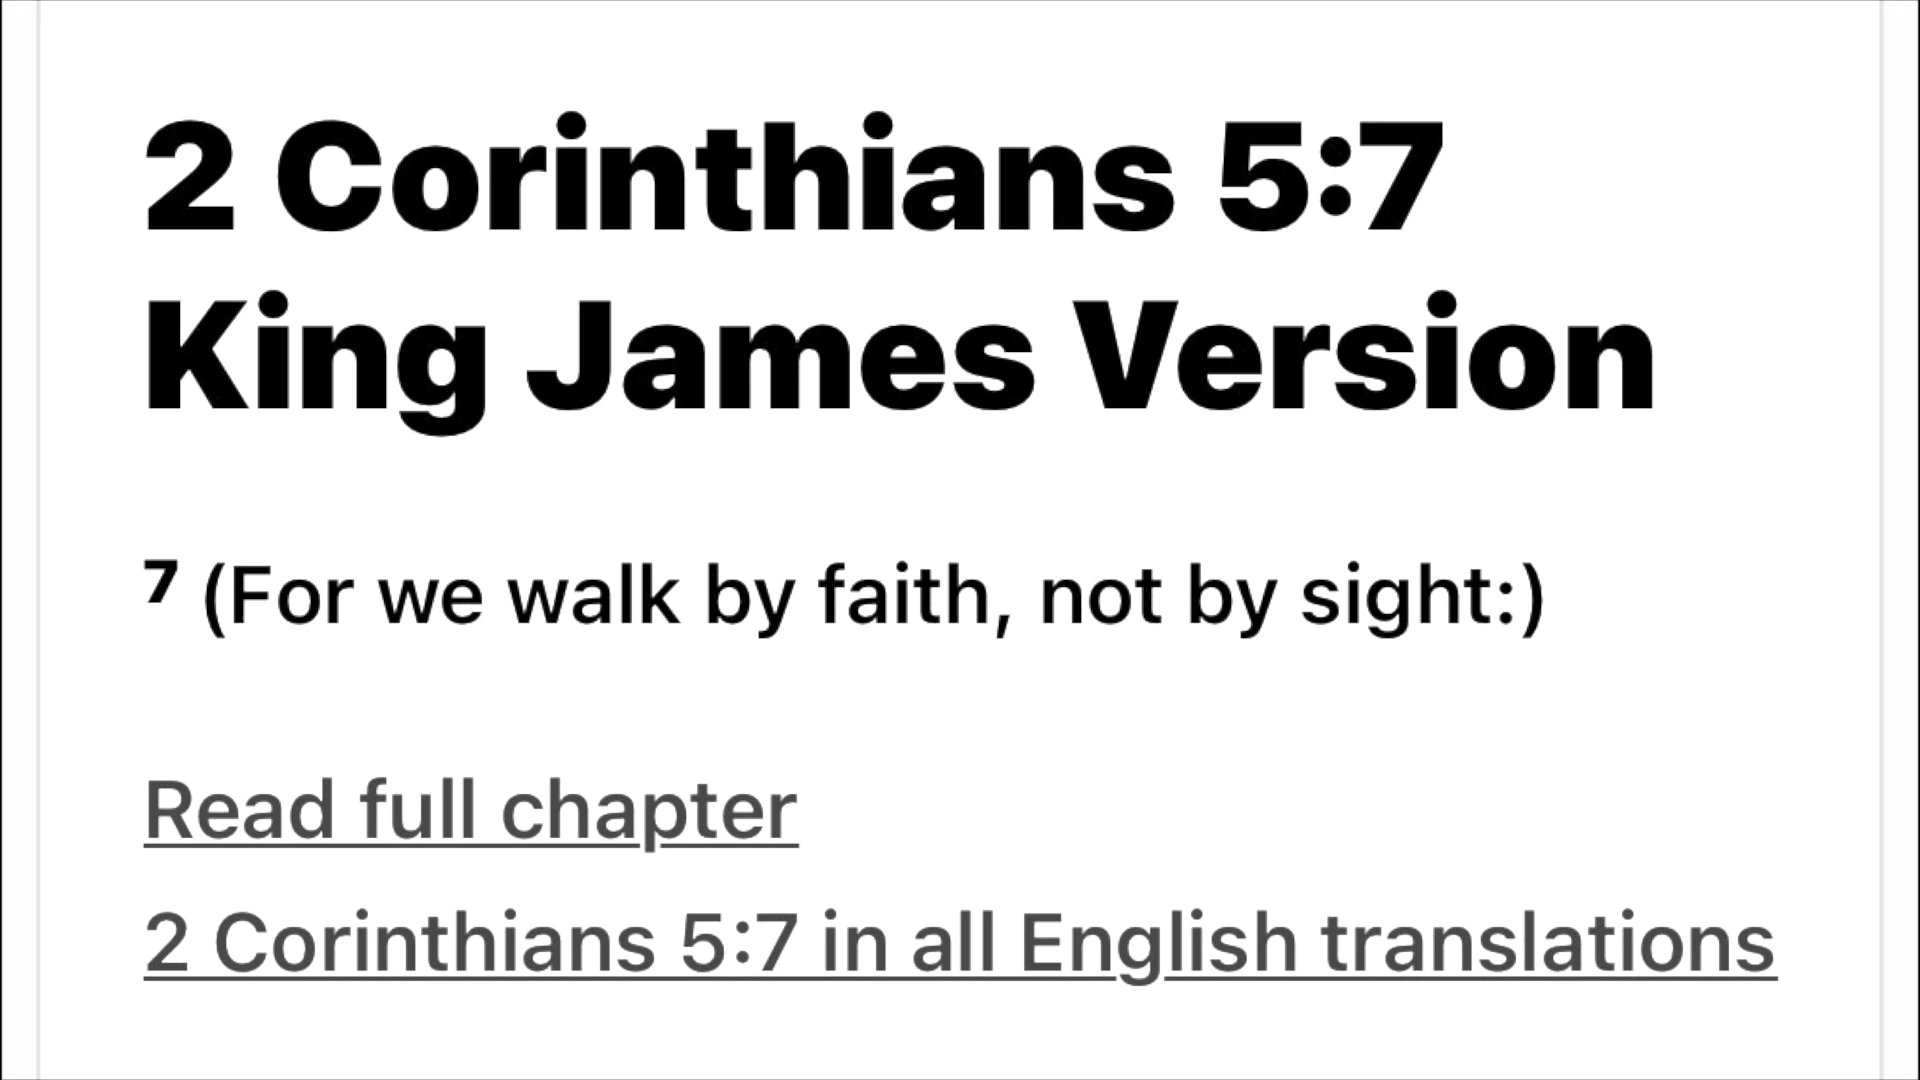 2 Corinthians 5:7
King James Version
7 (For we walk by faith, not by sight:)
Read full chapter
2 Corinthians 5:7 in all English translations